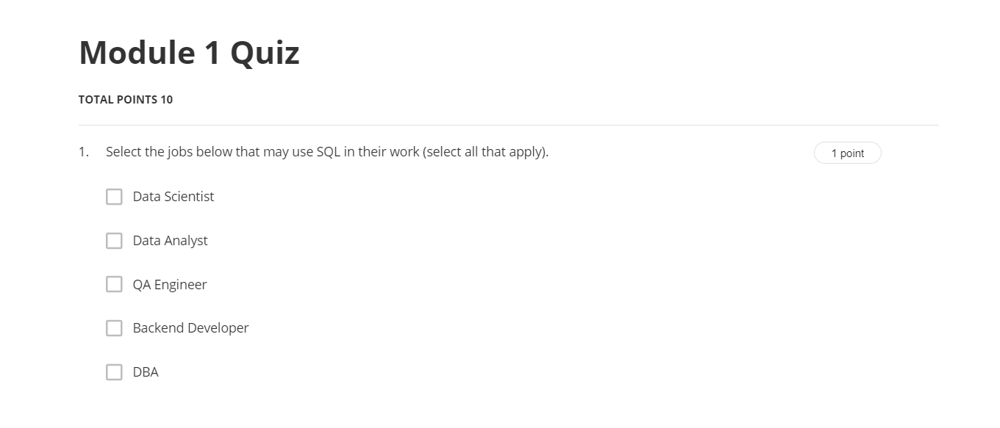 Module 1 Quiz
TOTAL POINTS 10
1. Select the jobs below that may use SQL in their work (select all that apply). 1 point
Data Scientist
Data Analyst
QA Engineer
Backend Developer
DBA